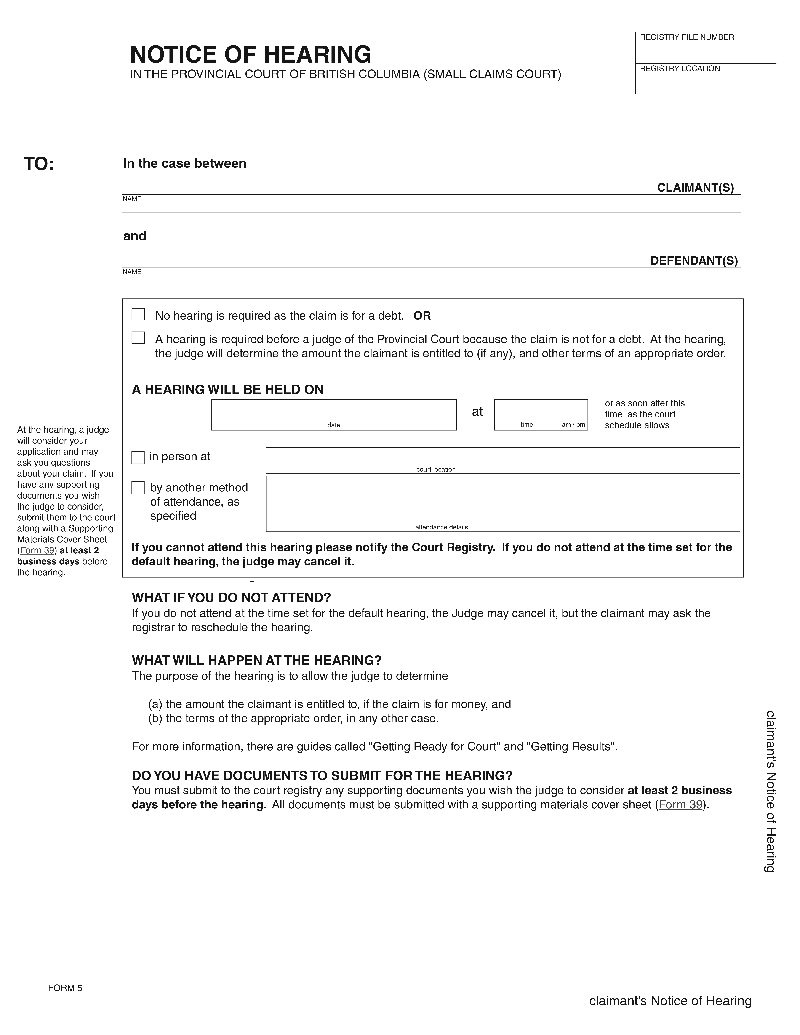 NOTICE OF HEARING
IN THE PROVINCIAL COURT OF BRITISH COLUMBIA (SMALL CLAIMS COURT)
REGISTRY FILE NUMBER
REGISTRY LOCATION
TO:
In the case between
CLAIMANT(S)
NAME
and
DEFENDANT(S)
NAME
No hearing is required as the claim is for a debt. OR
A hearing is required before a judge of the Provincial Court because the claim is not for a debt. At the hearing,
the judge will determine the amount the claimant is entitled to (if any), and other terms of an appropriate order.
A HEARING WILL BE HELD ON
date
at
time
am / pm
or as soon after this
time, as the court
schedule allows
in person at
court location
by another method
of attendance, as
specified
attendance details
If you cannot attend this hearing please notify the Court Registry. If you do not attend at the time set for the
default hearing, the judge may cancel it.
At the hearing, a judge
will consider your
application and may
ask you questions
about your claim. If you
have any supporting
documents you wish
the judge to consider,
submit them to the court
along with a Supporting
Materials Cover Sheet
(Form 39) at least 2
business days before
the hearing.
WHAT IF YOU DO NOT ATTEND?
If you do not attend at the time set for the default hearing, the Judge may cancel it, but the claimant may ask the
registrar to reschedule the hearing.
WHAT WILL HAPPEN AT THE HEARING?
The purpose of the hearing is to allow the judge to determine
(a) the amount the claimant is entitled to, if the claim is for money, and
(b) the terms of the appropriate order, in any other case.
For more information, there are guides called "Getting Ready for Court" and "Getting Results".
DO YOU HAVE DOCUMENTS TO SUBMIT FOR THE HEARING?
You must submit to the court registry any supporting documents you wish the judge to consider at least 2 business
days before the hearing. All documents must be submitted with a supporting materials cover sheet (Form 39).
claimant's Notice of Hearing
FORM 5
claimant's Notice of Hearing